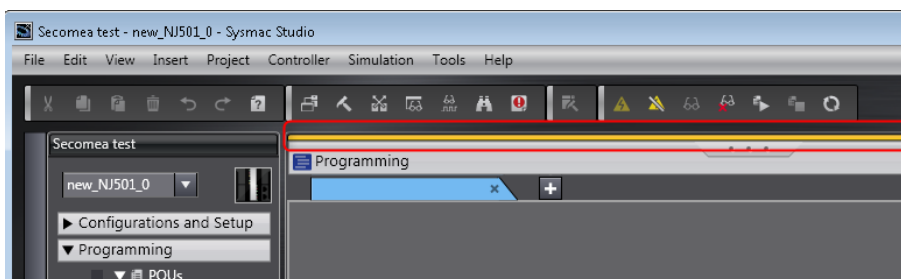 Secomea test - new_NJ501_0 - Sysmac Studio
File Edit View Insert Project Controller Simulation Tools Help
Secomea test
Programming
new_NJ501_0
Configurations and Setup
Programming
POUs